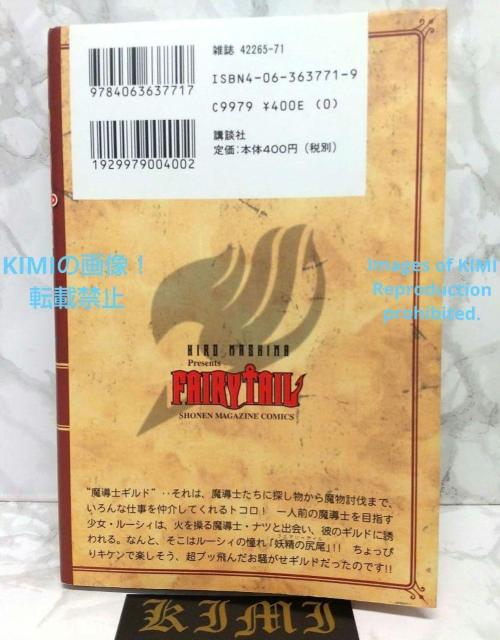 雑誌 42265-71
ISBN4-06-363771-9
9784063637717
C9979 ¥400E (0)
講談社
定価：本体400円（税別）
1929979004002
KIMIの画像！
転載禁止
Images of KIMI
Reproduction
prohibited.
HIRO MASHIMA
Presents
FAIRY TAIL
SHONEN MAGAZINE COMICS
“魔導士ギルド”‥それは、魔導士たちに探し物から魔物討伐まで、
いろんな仕事を仲介してくれるトコロ！ 一人前の魔導士を目指す
少女・ルーシィは、火を操る魔導士・ナツと出会い、彼のギルドに誘
われる。なんと、そこはルーシィの憧れ「妖精の尻尾」!! ちょっぴ
りキケンで楽しそう、超ブッ飛んだお騒がせギルドだったのです!!
KIMI